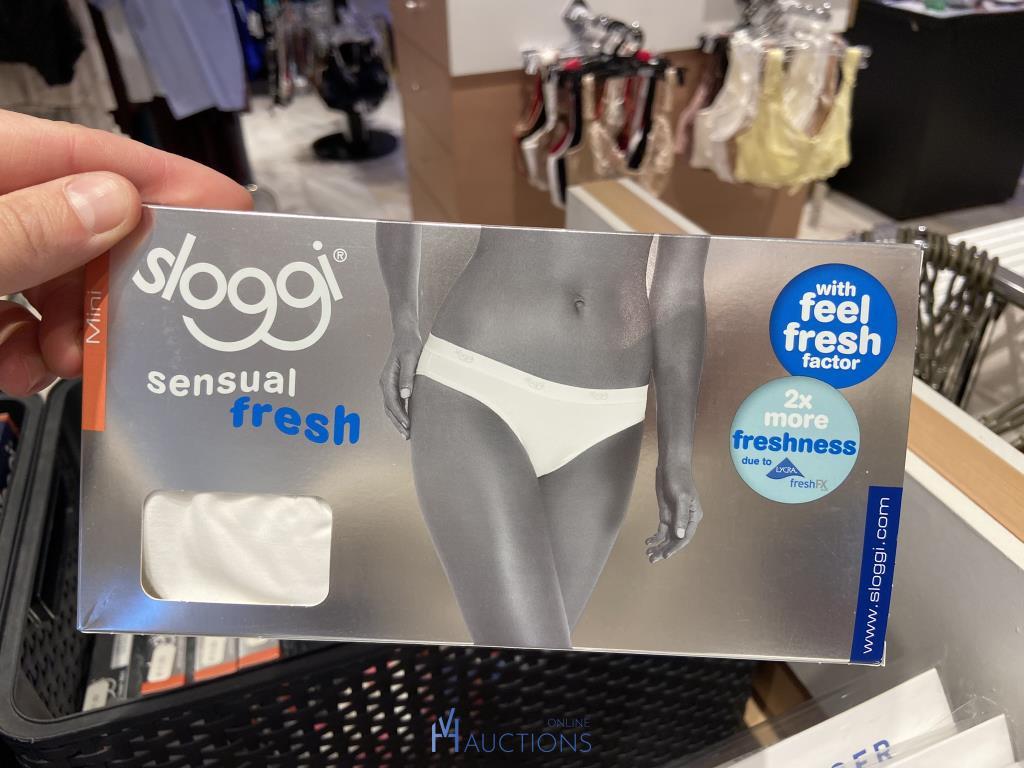 Mini
sloggi®
sensual
fresh
with
feel
fresh
factor
2x
more
freshness
due to LYCRA
freshFX
www.sloggi.com
ONLINE
VH AUCTIONS